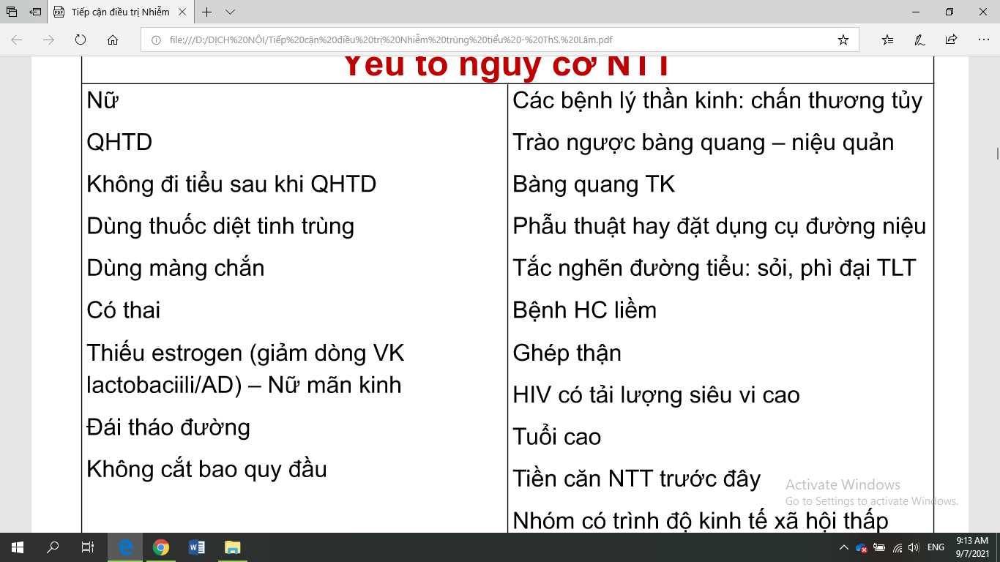 Tiếp cận điều trị Nhiễm
file:///D:/DỊCH%20NỘI/Tiếp%20cận%20điều%20trị%20Nhiễm%20trùng%20tiểu%20-%20ThS.%20Lâm.pdf
Yếu tố nguy cơ NTT
Nữ
QHTD
Không đi tiểu sau khi QHTD
Dùng thuốc diệt tinh trùng
Dùng màng chắn
Có thai
Thiếu estrogen (giảm dòng VK
lactobaciili/AD) – Nữ mãn kinh
Đái tháo đường
Không cắt bao quy đầu
Các bệnh lý thần kinh: chấn thương tủy
Trào ngược bàng quang – niệu quản
Bàng quang TK
Phẫu thuật hay đặt dụng cụ đường niệu
Tắc nghẽn đường tiểu: sỏi, phì đại TLT
Bệnh HC liềm
Ghép thận
HIV có tải lượng siêu vi cao
Tuổi cao
Tiền căn NTT trước đây
Nhóm có trình độ kinh tế xã hội thấp
Activate Windows
Go to Settings to activate Windows.
ENG
9:13 AM
9/7/2021